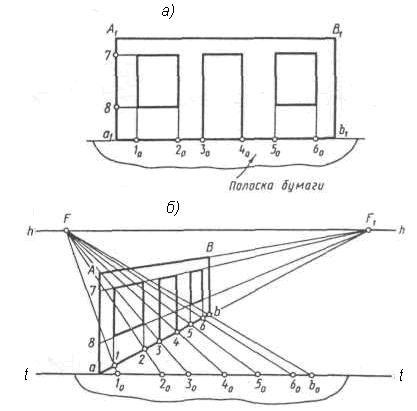 а)
A₁ B₁
7
8
a₁ b₁
1₀ 2₀ 3₀ 4₀ 5₀ 6₀
Полоска бумаги
б)
h F F₁ h
B
A
7
8
a 1 2 3 4 5 6 b
t 1₀ 2₀ 3₀ 4₀ 5₀ 6₀ b₀ t